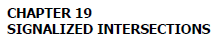 CHAPTER 19
SIGNALIZED INTERSECTIONS